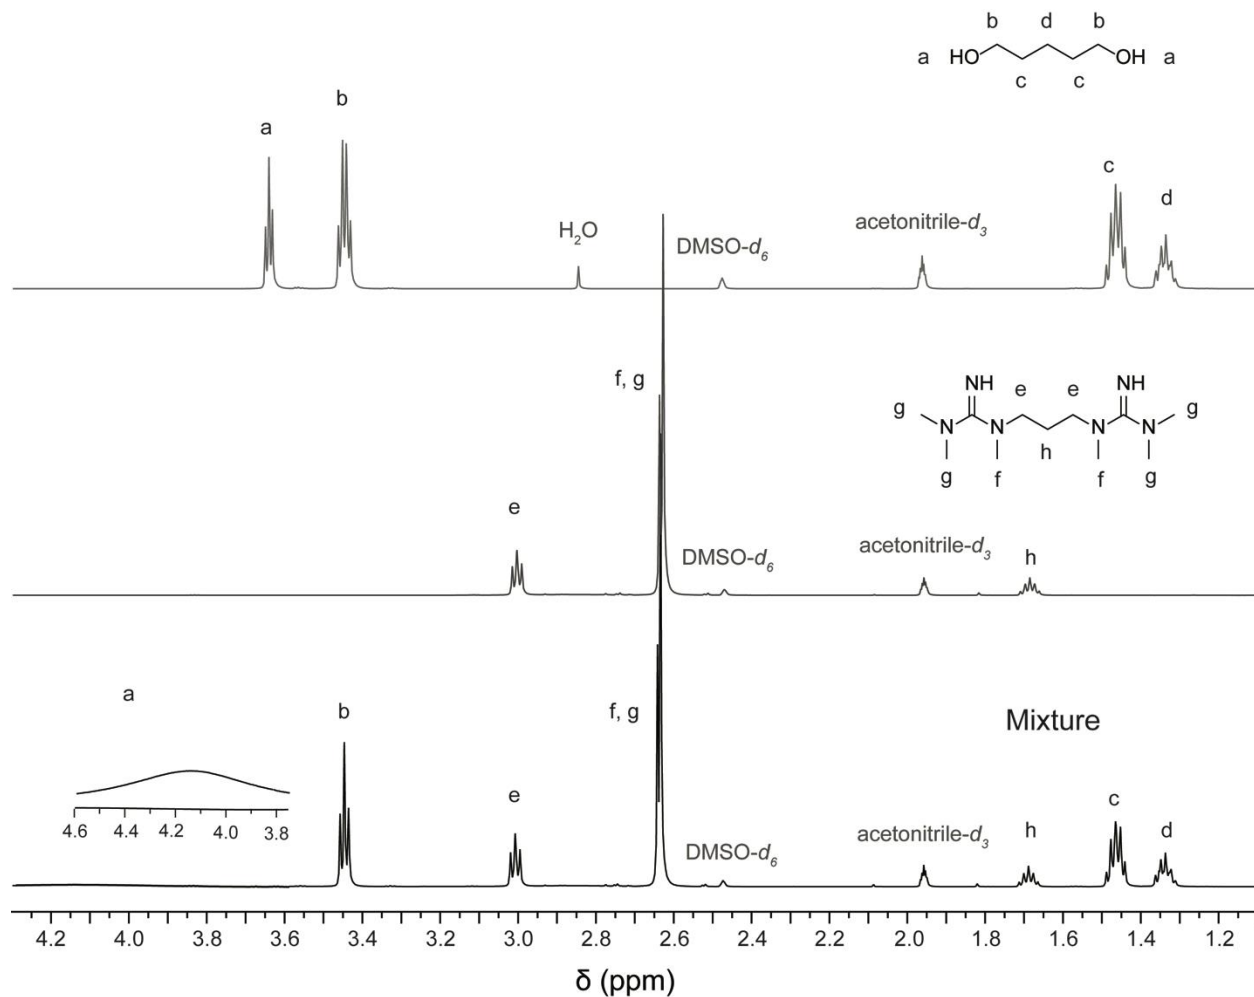 b d b
a HO OH a
c c
a b c d
H₂O
DMSO-d₆
acetonitrile-d₃
NH NH
e e
g N N N N g
h
g f f g
f, g
e
DMSO-d₆
acetonitrile-d₃
h
Mixture
a
4.6 4.4 4.2 4.0 3.8
b
e
f, g
DMSO-d₆
acetonitrile-d₃
h
c
d
4.2 4.0 3.8 3.6 3.4 3.2 3.0 2.8 2.6 2.4 2.2 2.0 1.8 1.6 1.4 1.2
δ (ppm)